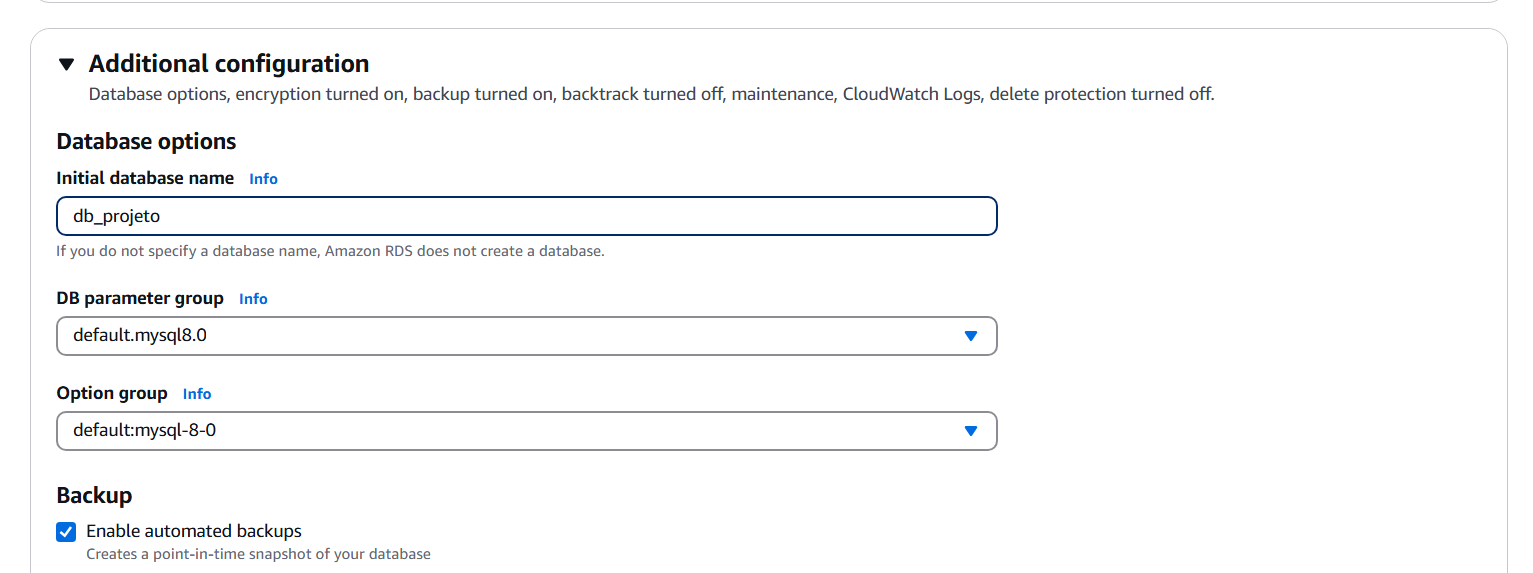 Additional configuration
Database options, encryption turned on, backup turned on, backtrack turned off, maintenance, CloudWatch Logs, delete protection turned off.
Database options
Initial database name Info
db_projeto
If you do not specify a database name, Amazon RDS does not create a database.
DB parameter group Info
default.mysql8.0
Option group Info
default:mysql-8-0
Backup
Enable automated backups
Creates a point-in-time snapshot of your database